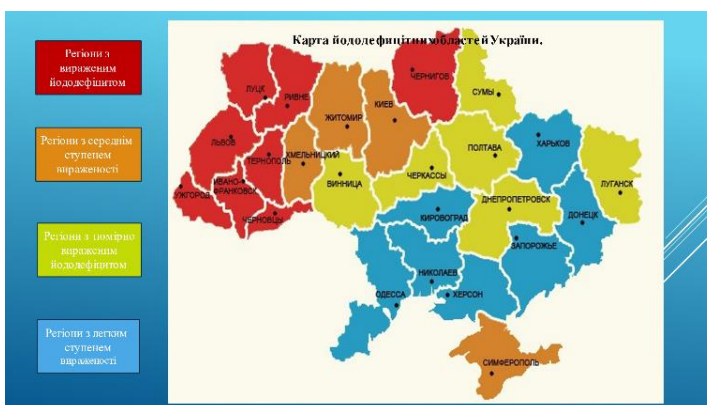 Карта йододефицітних областей України.
Регіони з
вираженим
йододефіцитом
Регіони з середнім
ступенем
вираженості
Регіони з помірно
вираженим
йододефіцитом
Регіони з легким
ступенем
вираженості
ЛУЦК
РИВНЕ
ЖИТОМИР
КИЕВ
ЧЕРНИГОВ
СУМЫ
ЛЬВОВ
ТЕРНОПОЛЬ
ХМЕЛЬНИЦКИЙ
ВИННИЦА
ЧЕРКАССЫ
ПОЛТАВА
ХАРЬКОВ
ЛУГАНСК
УЖГОРОД
ИВАНО-
ФРАНКОВСК
ЧЕРНОВЦЫ
КИРОВОГРАД
ДНЕПРОПЕТРОВСК
ДОНЕЦК
ЗАПОРОЖЬЕ
НИКОЛАЕВ
ОДЕССА
ХЕРСОН
СИМФЕРОПОЛЬ